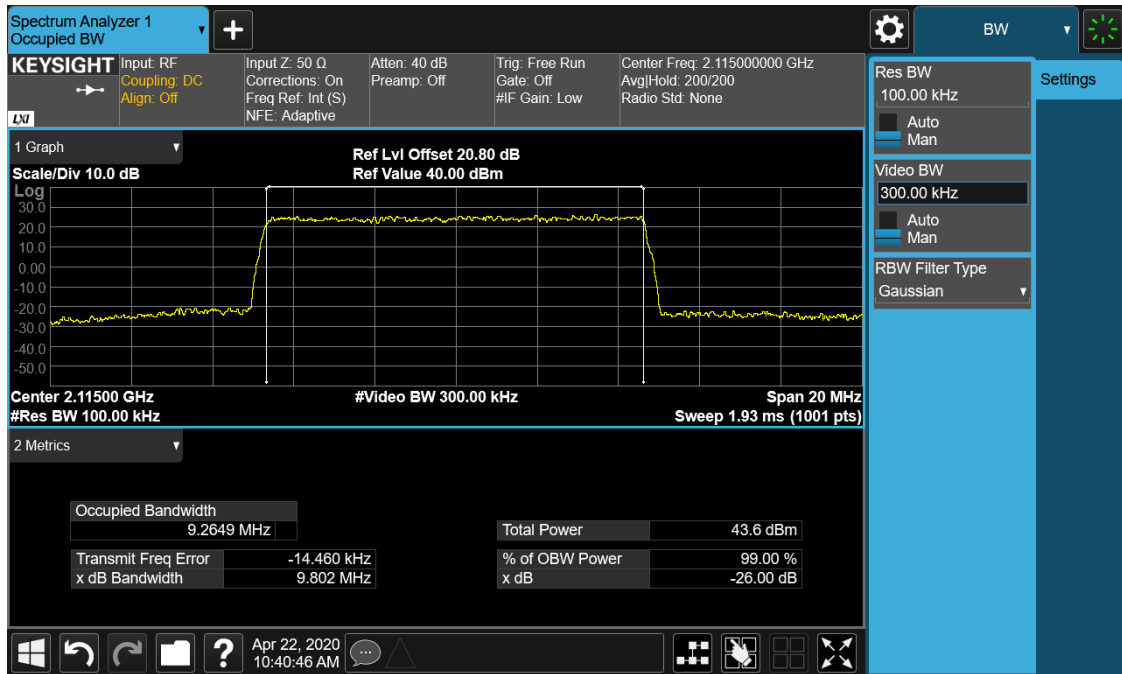 Spectrum Analyzer 1
Occupied BW
+
BW
KEYSIGHT
LXI
Input: RF
Coupling: DC
Align: Off
Input Z: 50 Ω
Corrections: On
Freq Ref: Int (S)
NFE: Adaptive
Atten: 40 dB
Preamp: Off
Trig: Free Run
Gate: Off
#IF Gain: Low
Center Freq: 2.115000000 GHz
Avg|Hold: 200/200
Radio Std: None
Res BW
100.00 kHz
Auto
Man
Video BW
300.00 kHz
Auto
Man
RBW Filter Type
Gaussian
Settings
1 Graph
Scale/Div 10.0 dB
Ref Lvl Offset 20.80 dB
Ref Value 40.00 dBm
Log
30.0
20.0
10.0
0.00
-10.0
-20.0
-30.0
-40.0
-50.0
Center 2.11500 GHz
#Video BW 300.00 kHz
Span 20 MHz
#Res BW 100.00 kHz
Sweep 1.93 ms (1001 pts)
2 Metrics
Occupied Bandwidth
9.2649 MHz
Total Power 43.6 dBm
Transmit Freq Error -14.460 kHz
% of OBW Power 99.00 %
x dB Bandwidth 9.802 MHz
x dB -26.00 dB
?
Apr 22, 2020
10:40:46 AM